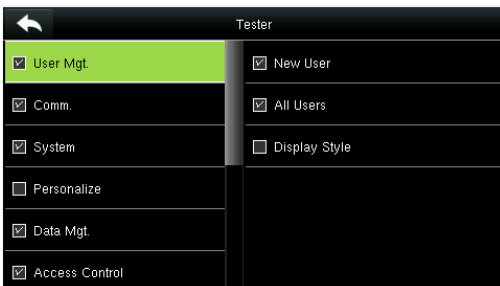 Tester
User Mgt.
Comm.
System
Personalize
Data Mgt.
Access Control
New User
All Users
Display Style